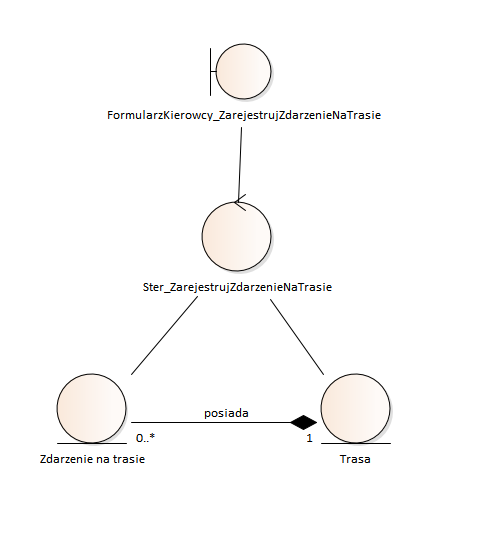 FormularzKierowcy_ZarejestrujZdarzenieNaTrasie
Ster_ZarejestrujZdarzenieNaTrasie
posiada
0..*
1
Zdarzenie na trasie
Trasa